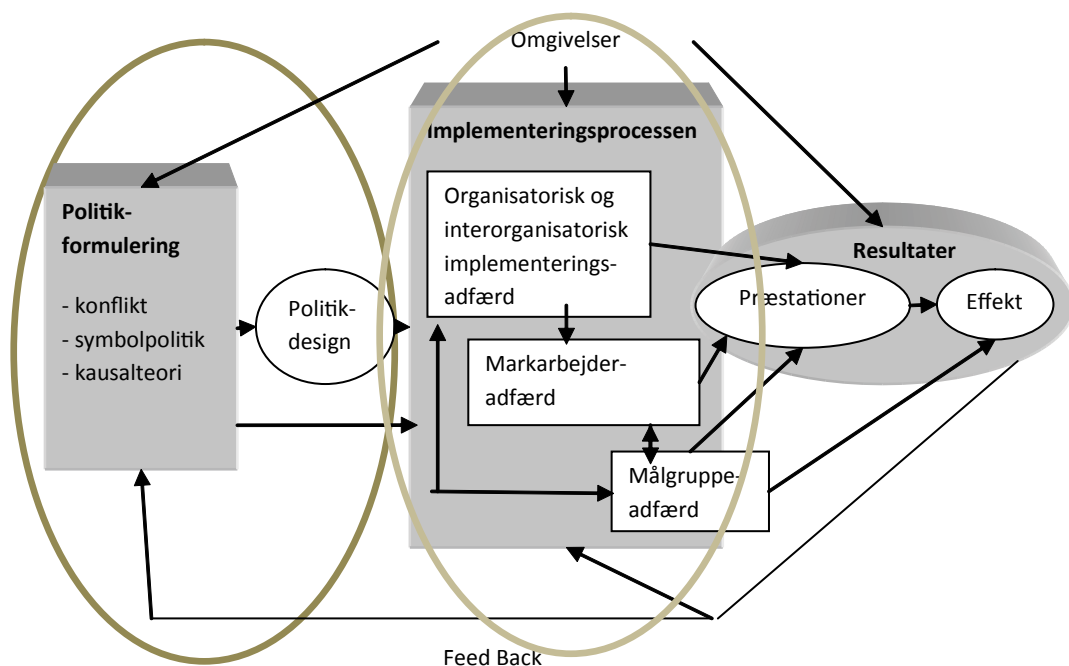 Omgivelser
Implementeringsprocessen
Politik-
formulering
- konflikt
- symbolpolitik
- kausalteori
Politik-
design
Organisatorisk og
interorganisatorisk
implementerings-
adfærd
Markarbejder-
adfærd
Målgruppe-
adfærd
Resultater
Præstationer
Effekt
Feed Back